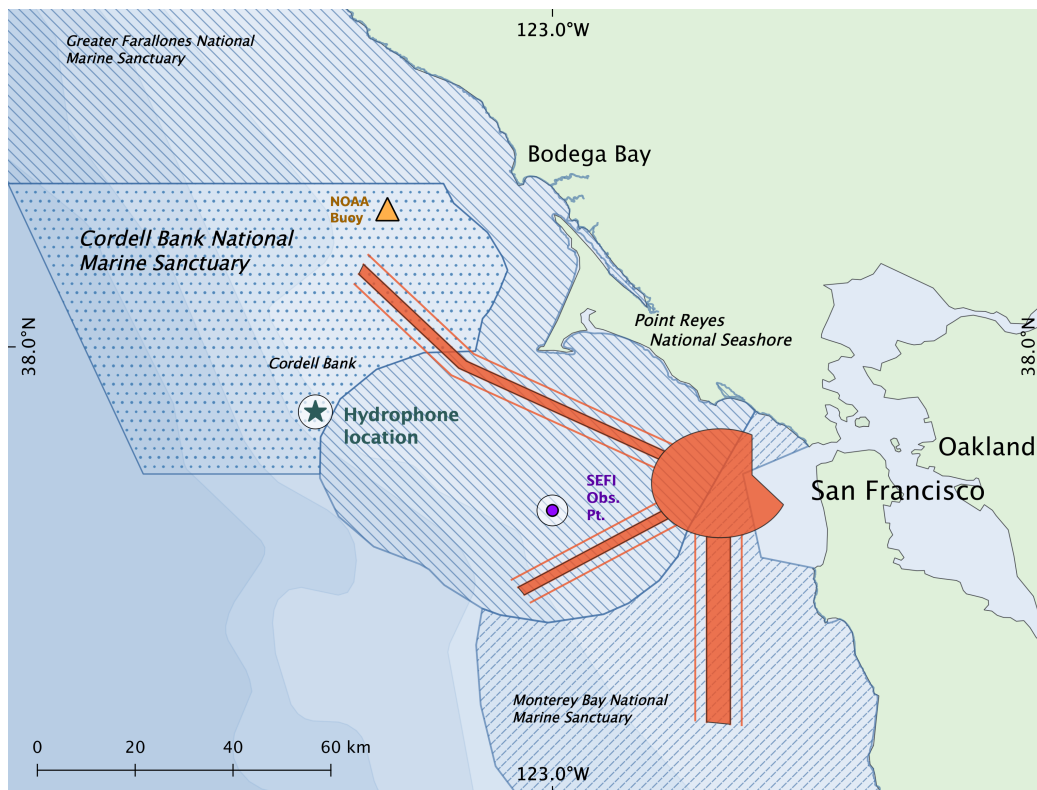 Greater Farallones National
Marine Sanctuary
123.0°W
Bodega Bay
NOAA
Buoy
Cordell Bank National
Marine Sanctuary
Point Reyes
National Seashore
38.0°N
38.0°N
Cordell Bank
Hydrophone
location
Oakland
SEFI
Obs.
Pt.
San Francisco
Monterey Bay National
Marine Sanctuary
0 20 40 60 km
123.0°W